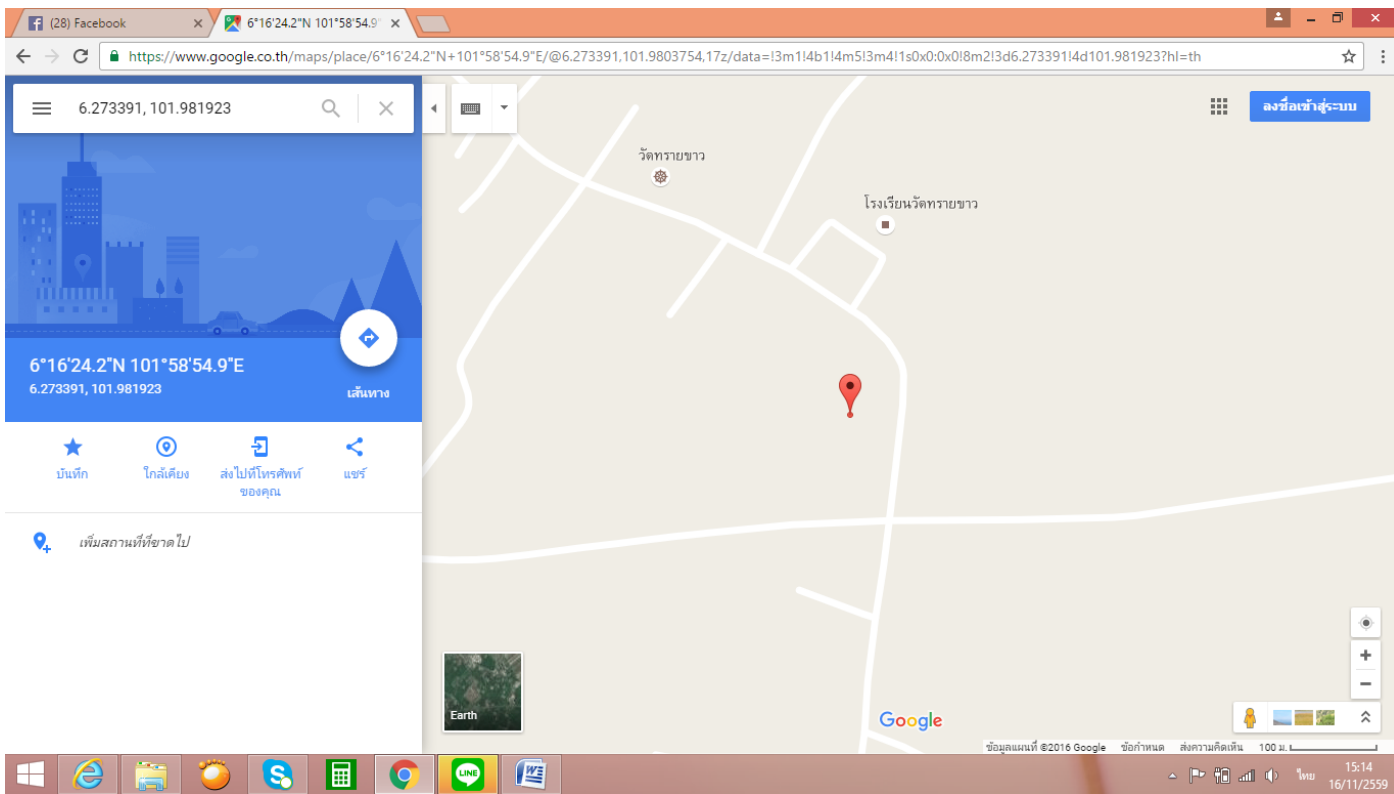 (28) Facebook
6°16'24.2"N 101°58'54.9"
https://www.google.co.th/maps/place/6°16'24.2"N+101°58'54.9"E/@6.273391,101.9803754,17z/data=!3m1!4b1!4m5!3m4!1s0x0:0x0!8m2!3d6.273391!4d101.981923?hl=th
6.273391, 101.981923
ลงชื่อเข้าสู่ระบบ
วัดทรายขาว
โรงเรียนวัดทรายขาว
6°16'24.2"N 101°58'54.9"E
6.273391, 101.981923
เส้นทาง
บันทึก
ใกล้เคียง
ส่งไปที่โทรศัพท์
ของคุณ
แชร์
เพิ่มสถานที่ที่ขาดไป
Earth
Google
ข้อมูลแผนที่ ©2016 Google ข้อกำหนด ส่งความคิดเห็น 100 ม.
LINE
ไทย
15:14
16/11/2559